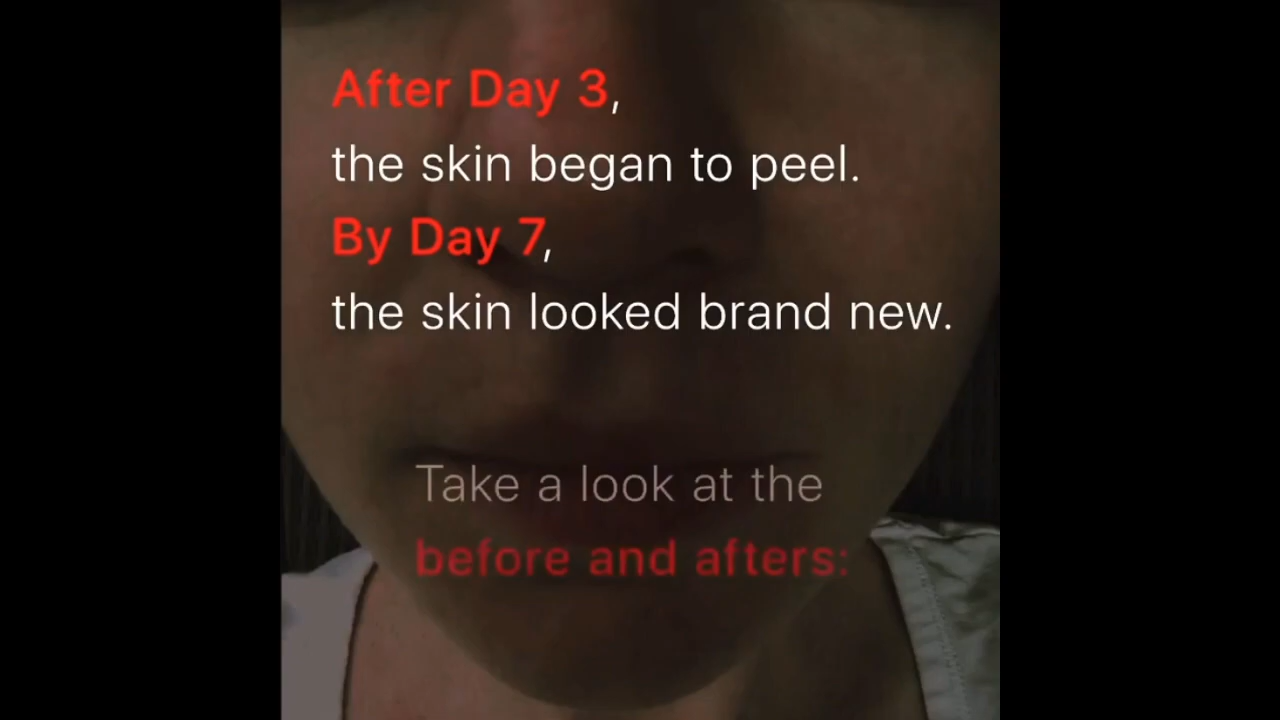 After Day 3,
the skin began to peel.
By Day 7,
the skin looked brand new.
Take a look at the
before and afters: